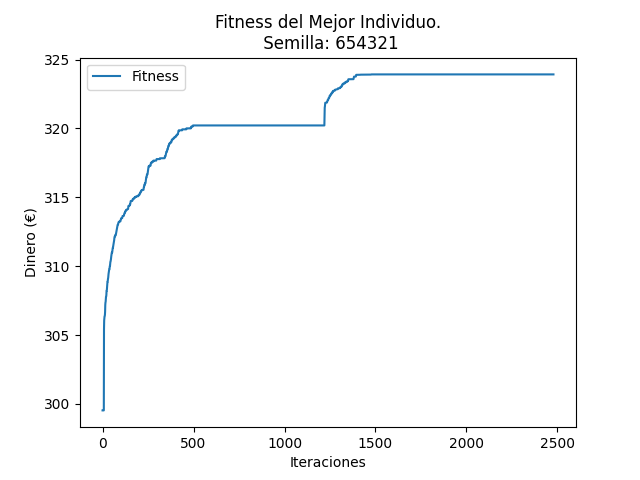 Fitness del Mejor Individuo.
Semilla: 654321
325
Fitness
320
315
310
305
300
Dinero (€)
0 500 1000 1500 2000 2500
Iteraciones